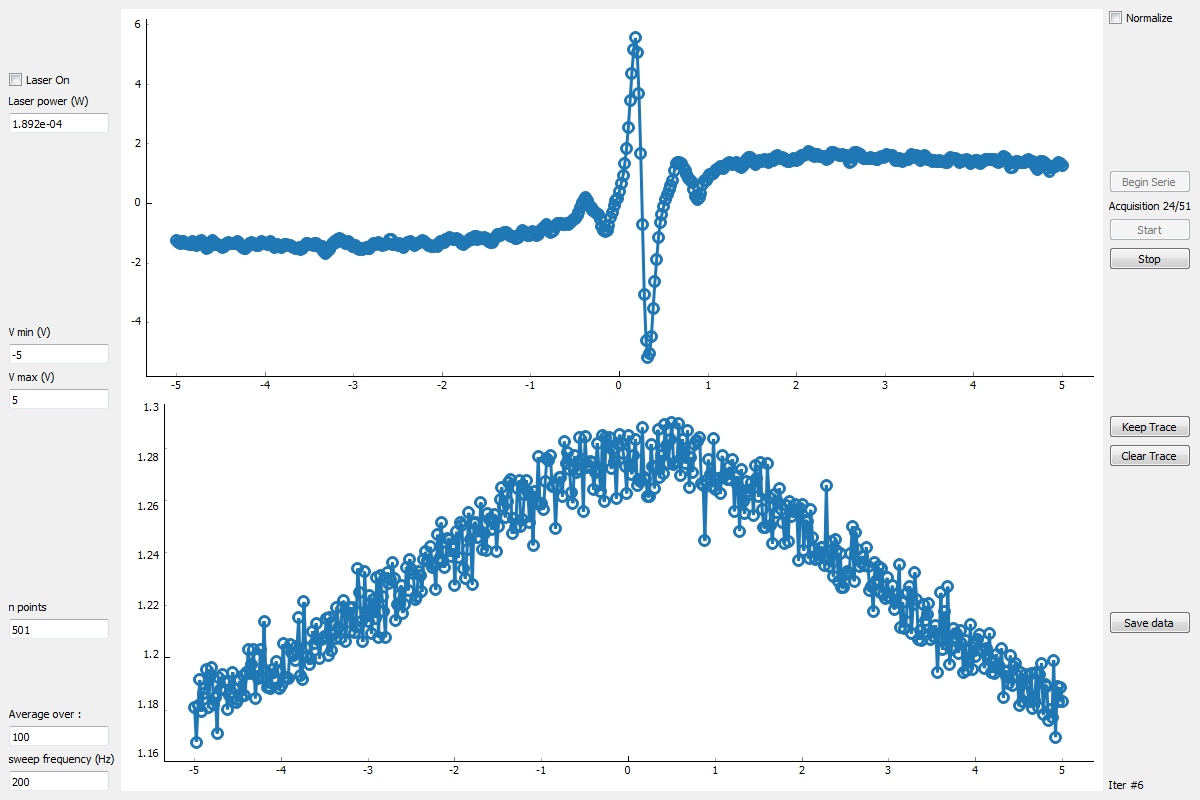 Laser On
Laser power (W)
1.892e-04
V min (V)
-5
V max (V)
5
n points
501
Average over :
100
sweep frequency (Hz)
200
6
4
2
0
-2
-4
-5 -4 -3 -2 -1 0 1 2 3 4 5
1.3
1.28
1.26
1.24
1.22
1.2
1.18
1.16
-5 -4 -3 -2 -1 0 1 2 3 4 5
Normalize
Begin Serie
Acquisition 24/51
Start
Stop
Keep Trace
Clear Trace
Save data
Iter #6